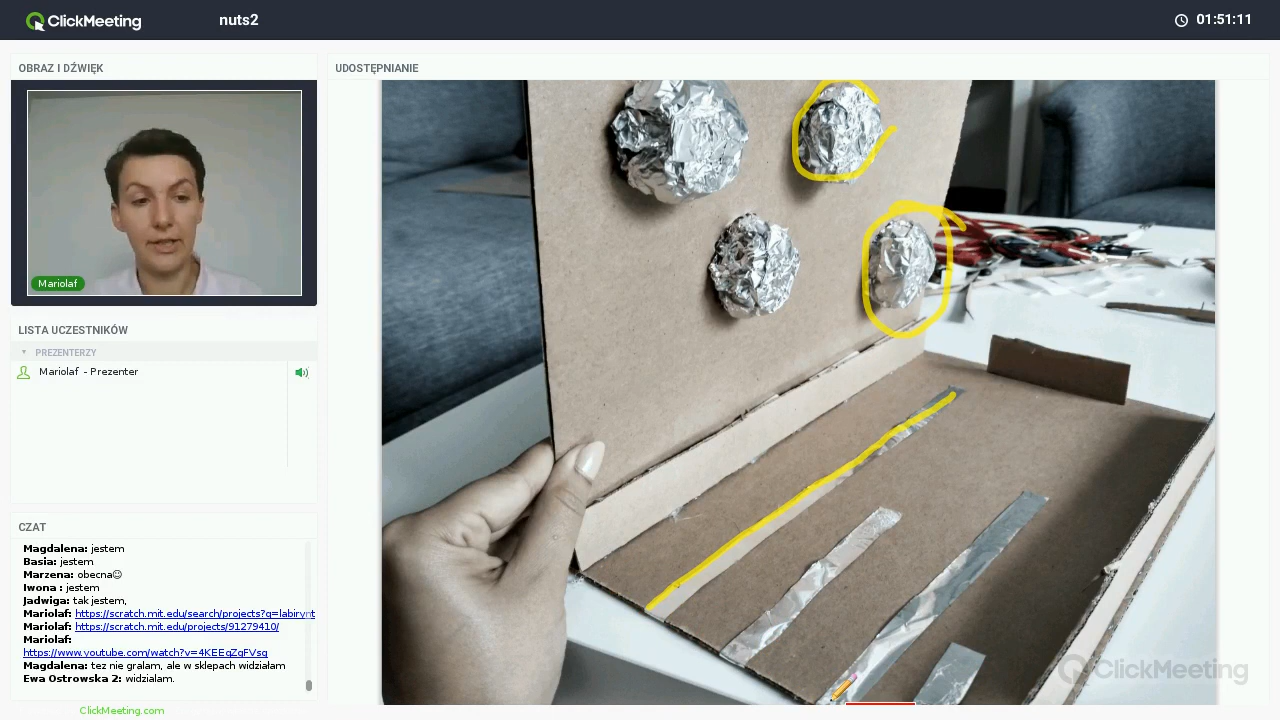 ClickMeeting
nuts2
01:51:11
OBRAZ I DŹWIĘK
UDOSTĘPNIANIE
Mariolaf
LISTA UCZESTNIKÓW
PREZENTERZY
Mariolaf - Prezenter
CZAT
Magdalena: jestem
Basia: jestem
Marzena: obecna☺
Iwona : jestem
Jadwiga: tak jestem,
Mariolaf: https://scratch.mit.edu/search/projects?q=labirynt
Mariolaf: https://scratch.mit.edu/projects/91279410/
Mariolaf:
https://www.youtube.com/watch?v=4KEEqZgFVsg
Magdalena: tez nie gralam, ale w sklepach widzialam
Ewa Ostrowska 2: widzialam.
ClickMeeting.com
ClickMeeting